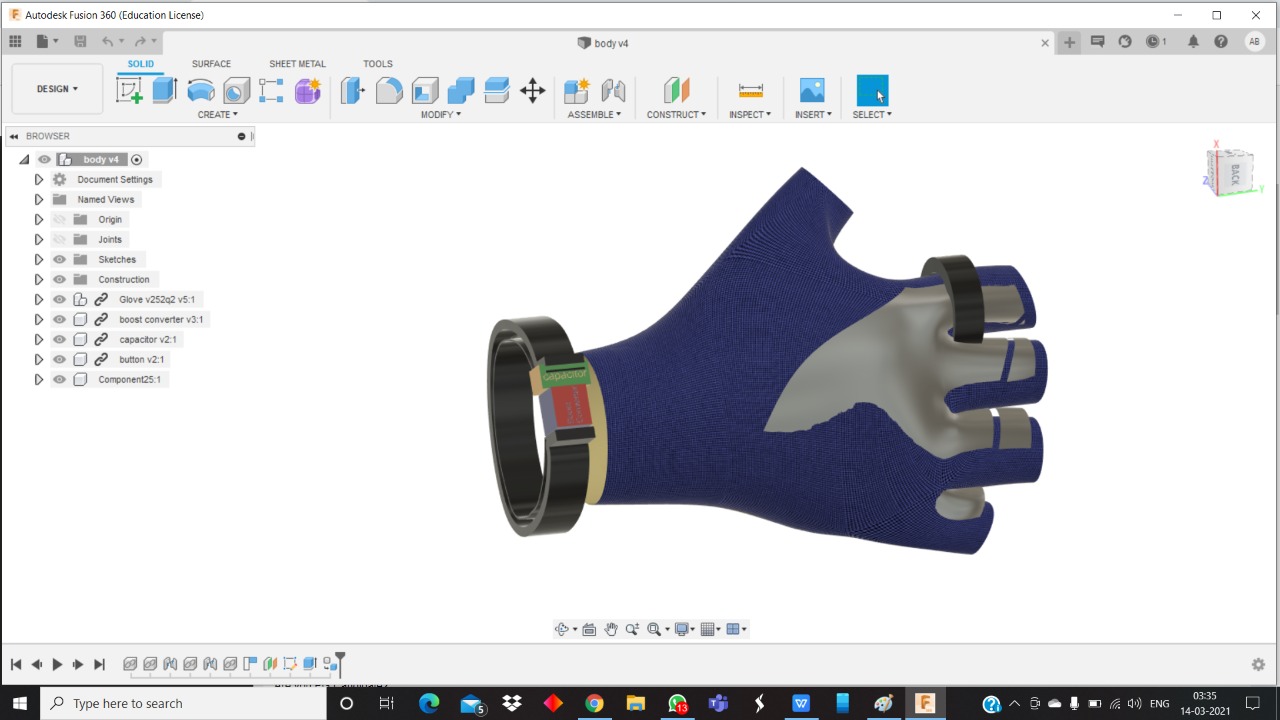 Autodesk Fusion 360 (Education License)
body v4
1
AB
SOLID SURFACE SHEET METAL TOOLS
DESIGN
CREATE MODIFY ASSEMBLE CONSTRUCT INSPECT INSERT SELECT
BROWSER
body v4
Document Settings
Named Views
Origin
Joints
Sketches
Construction
Glove v252q2 v5:1
boost converter v3:1
capacitor v2:1
button v2:1
Component25:1
capacitor
X
BACK
Z
Y
Type here to search
5
13
ENG
03:35
14-03-2021